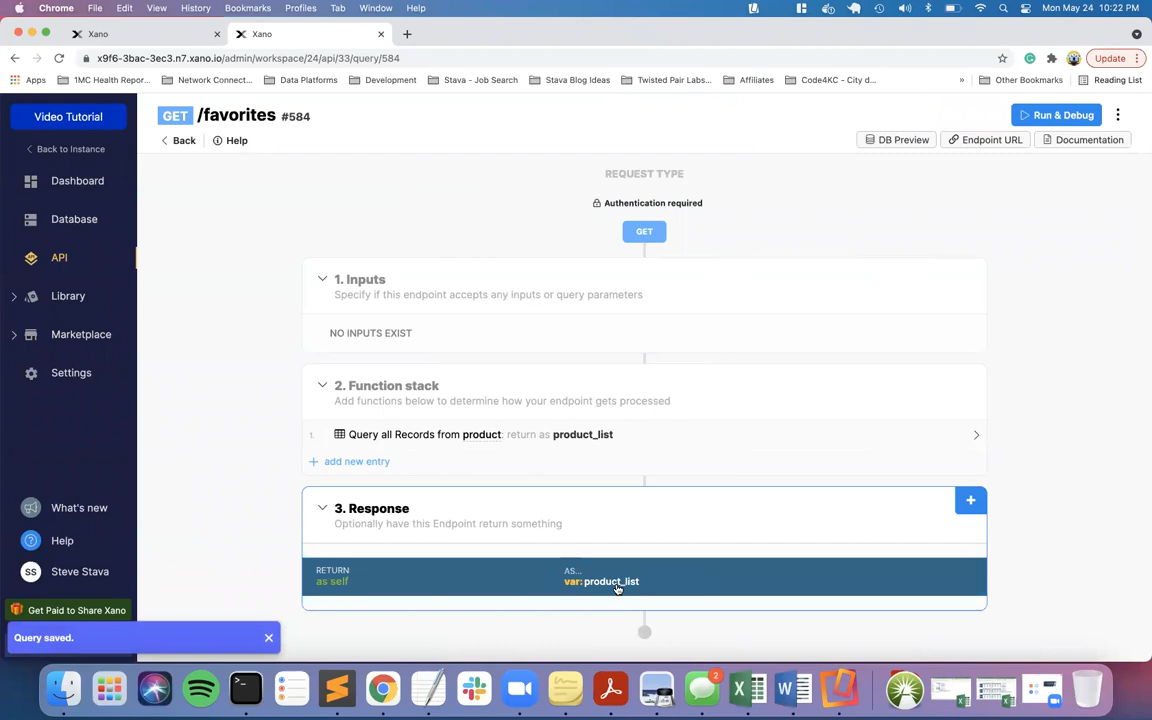 Chrome File Edit View History Bookmarks Profiles Tab Window Help
Mon May 24 10:22 PM
Xano
Xano
x9f6-3bac-3ec3.n7.xano.io/admin/workspace/24/api/33/query/584
Update
Apps
1MC Health Repor...
Network Connect...
Data Platforms
Development
Stava - Job Search
Stava Blog Ideas
Twisted Pair Labs...
Affiliates
Code4KC - City d...
»
Other Bookmarks
Reading List
Video Tutorial
Back to Instance
Dashboard
Database
API
Library
Marketplace
Settings
What's new
Help
SS Steve Stava
Get Paid to Share Xano
Query saved.
GET /favorites #584
Run & Debug
Back
Help
DB Preview
Endpoint URL
Documentation
REQUEST TYPE
Authentication required
GET
1. Inputs
Specify if this endpoint accepts any inputs or query parameters
NO INPUTS EXIST
2. Function stack
Add functions below to determine how your endpoint gets processed
1. Query all Records from product: return as product_list
+ add new entry
3. Response
Optionally have this Endpoint return something
RETURN
as self
AS...
var: product_list
2